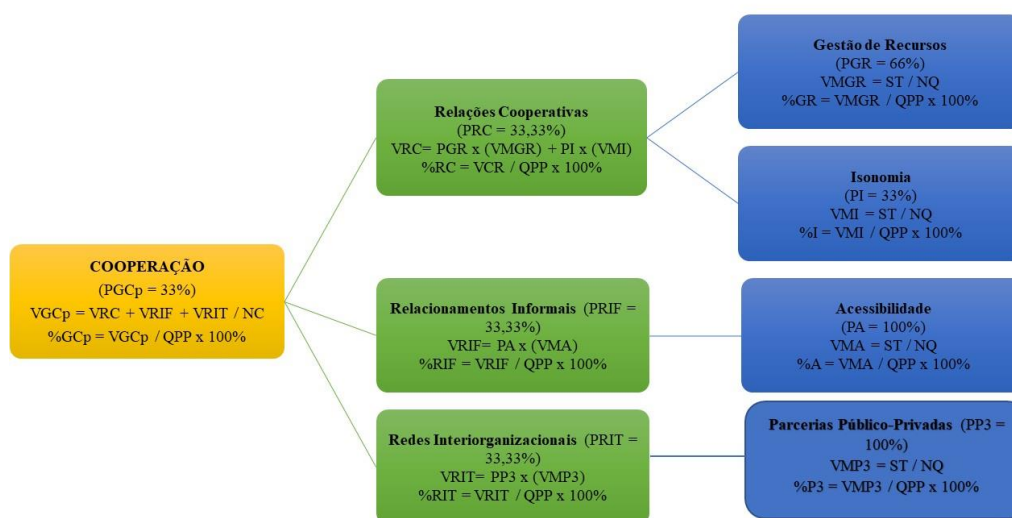 COOPERAÇÃO
(PGCp = 33%)
VGCp = VRC + VRIF + VRIT / NC
%GCp = VGCp / QPP x 100%
Relações Cooperativas
(PRC = 33,33%)
VRC= PGR x (VMGR) + PI x (VMI)
%RC = VCR / QPP x 100%
Gestão de Recursos
(PGR = 66%)
VMGR = ST / NQ
%GR = VMGR / QPP x 100%
Isonomia
(PI = 33%)
VMI = ST / NQ
%I = VMI / QPP x 100%
Relacionamentos Informais (PRIF =
33,33%)
VRIF= PA x (VMA)
%RIF = VRIF / QPP x 100%
Acessibilidade
(PA = 100%)
VMA = ST / NQ
%A = VMA / QPP x 100%
Redes Interiorganizacionais (PRIT =
33,33%)
VRIT= PP3 x (VMP3)
%RIT = VRIT / QPP x 100%
Parcerias Público-Privadas (PP3 =
100%)
VMP3 = ST / NQ
%P3 = VMP3 / QPP x 100%